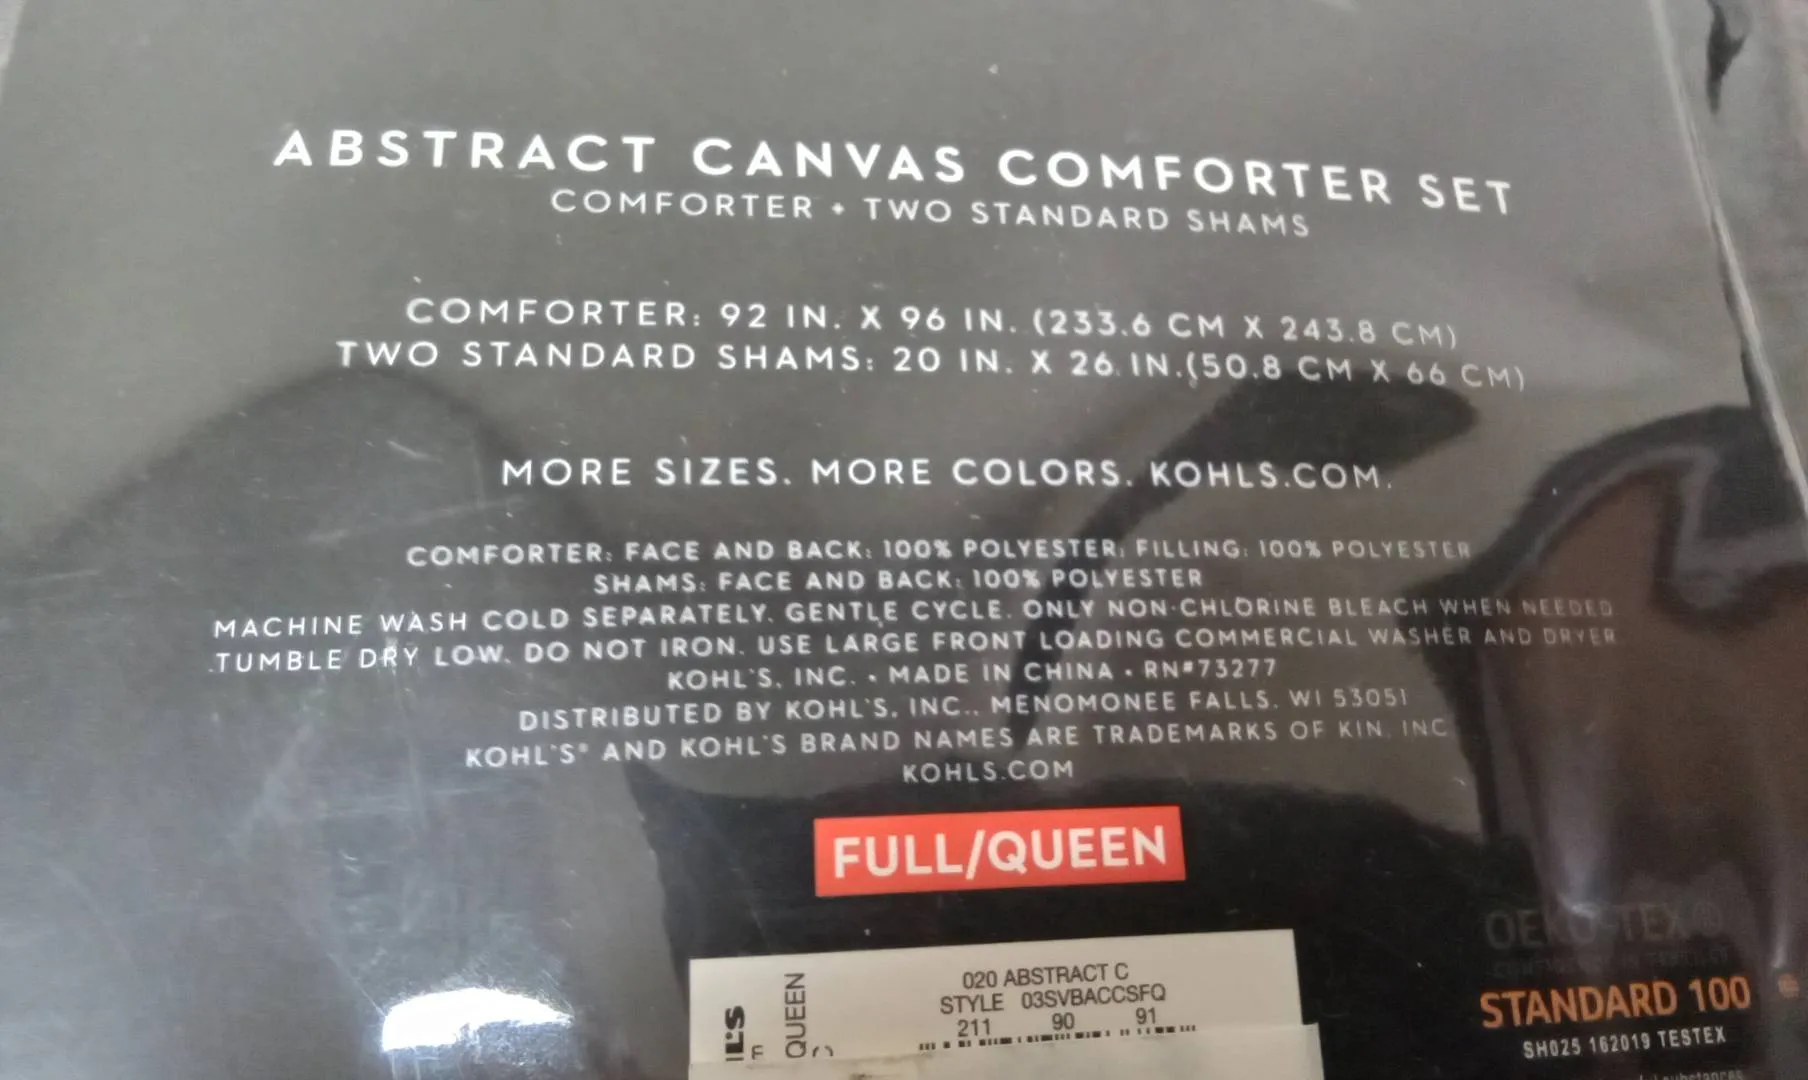 ABSTRACT CANVAS COMFORTER SET
COMFORTER + TWO STANDARD SHAMS
COMFORTER: 92 IN. X 96 IN. (233.6 CM X 243.8 CM)
TWO STANDARD SHAMS: 20 IN. X 26 IN.(50.8 CM X 66 CM)
MORE SIZES. MORE COLORS. KOHLS.COM.
COMFORTER: FACE AND BACK: 100% POLYESTER; FILLING: 100% POLYESTER
SHAMS: FACE AND BACK: 100% POLYESTER
MACHINE WASH COLD SEPARATELY. GENTLE CYCLE. ONLY NON-CHLORINE BLEACH WHEN NEEDED
.TUMBLE DRY LOW. DO NOT IRON. USE LARGE FRONT LOADING COMMERCIAL WASHER AND DRYER
KOHL'S, INC. • MADE IN CHINA • RN#73277
DISTRIBUTED BY KOHL'S, INC., MENOMONEE FALLS, WI 53051
KOHL'S® AND KOHL'S BRAND NAMES ARE TRADEMARKS OF KIN, INC
KOHLS.COM
FULL/QUEEN
QUEEN
020 ABSTRACT C
STYLE 03SVBACCSFQ
211 90 91
OEKO-TEX®
STANDARD 100
SH025 162019 TESTEX
substances